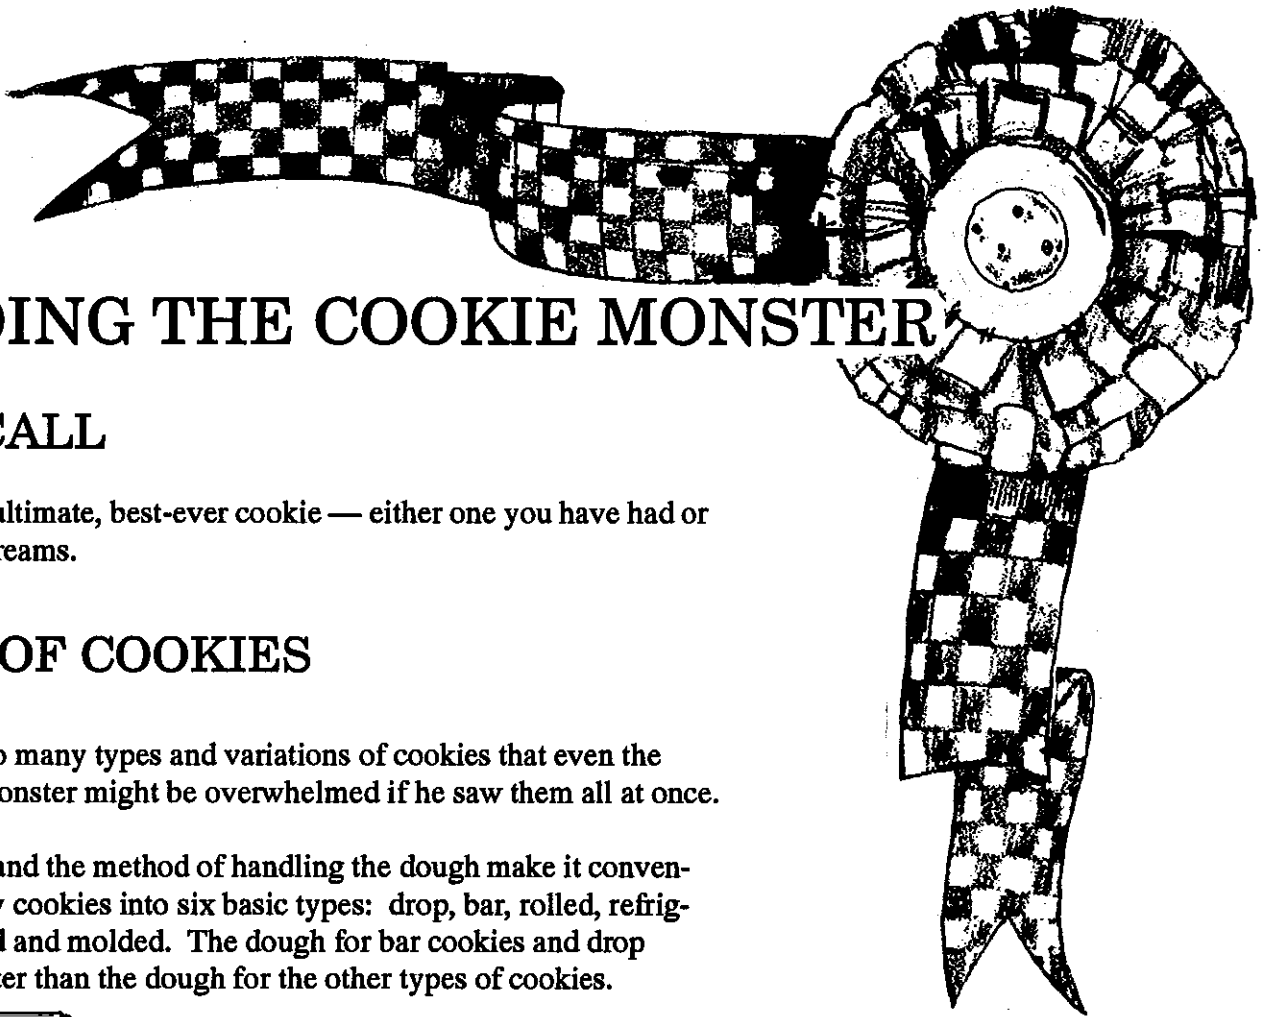 DING THE COOKIE MONSTER
CALL
ultimate, best-ever cookie — either one you have had or
reams.
OF COOKIES
o many types and variations of cookies that even the
onster might be overwhelmed if he saw them all at once.
and the method of handling the dough make it conven-
y cookies into six basic types: drop, bar, rolled, refrig-
d and molded. The dough for bar cookies and drop
ter than the dough for the other types of cookies.